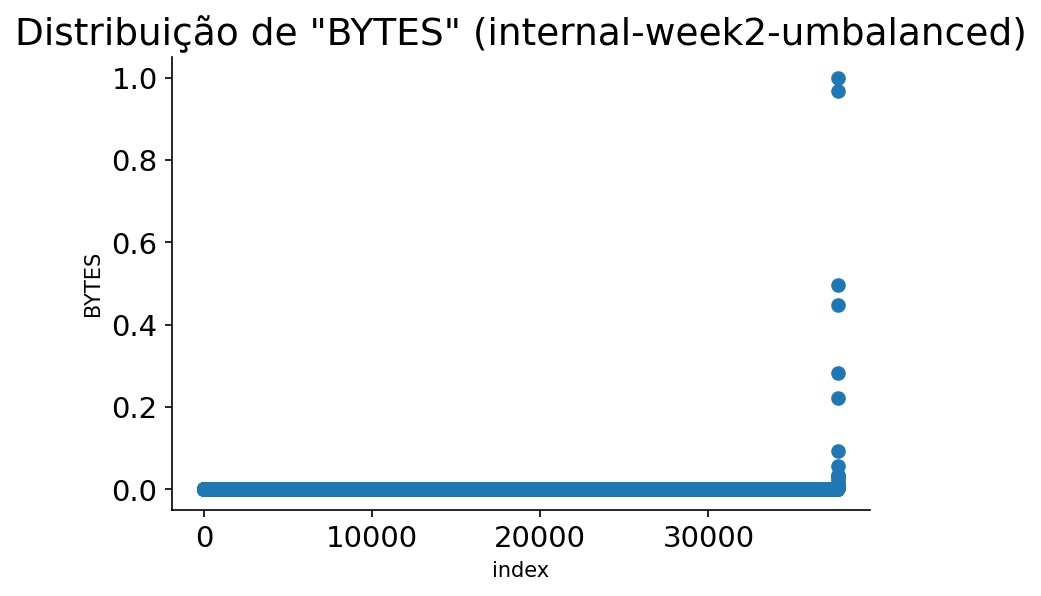 Distribuição de "BYTES" (internal-week2-umbalanced)
1.0
0.8
0.6
0.4
0.2
0.0
BYTES
0 10000 20000 30000
index